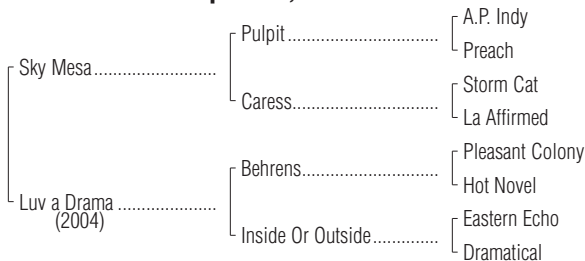 A.P. Indy
Pulpit
Preach
Sky Mesa
Storm Cat
Caress
La Affirmed
Pleasant Colony
Behrens
Hot Novel
Luv a Drama
(2004)
Eastern Echo
Inside Or Outside
Dramatical